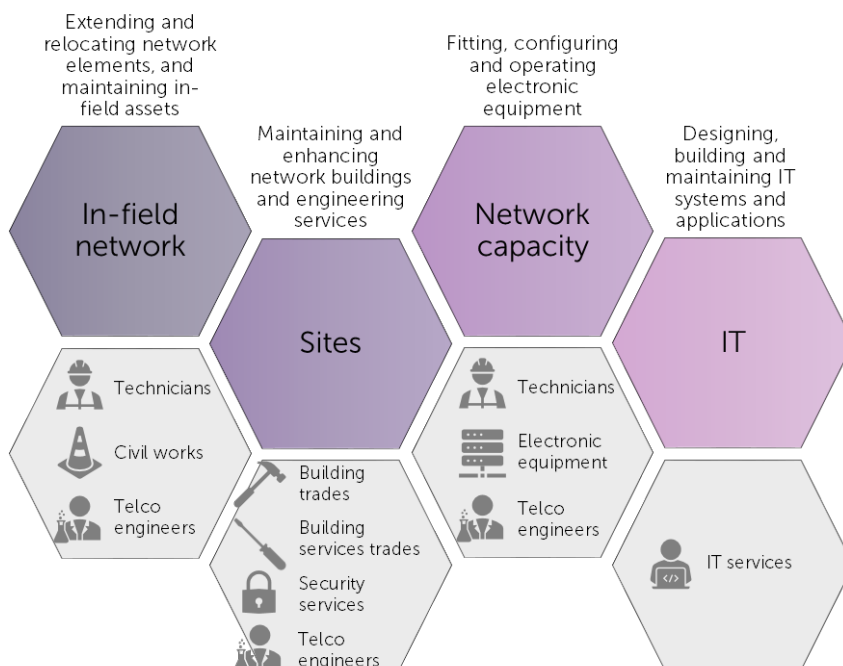 Extending and
relocating network
elements, and
maintaining in-
field assets
In-field
network
Technicians
Civil works
Telco
engineers
Maintaining and
enhancing
network buildings
and engineering
services
Sites
Building
trades
Building
services trades
Security
services
Telco
engineers
Fitting, configuring
and operating
electronic
equipment
Network
capacity
Technicians
Electronic
equipment
Telco
engineers
Designing,
building and
maintaining IT
systems and
applications
IT
IT services